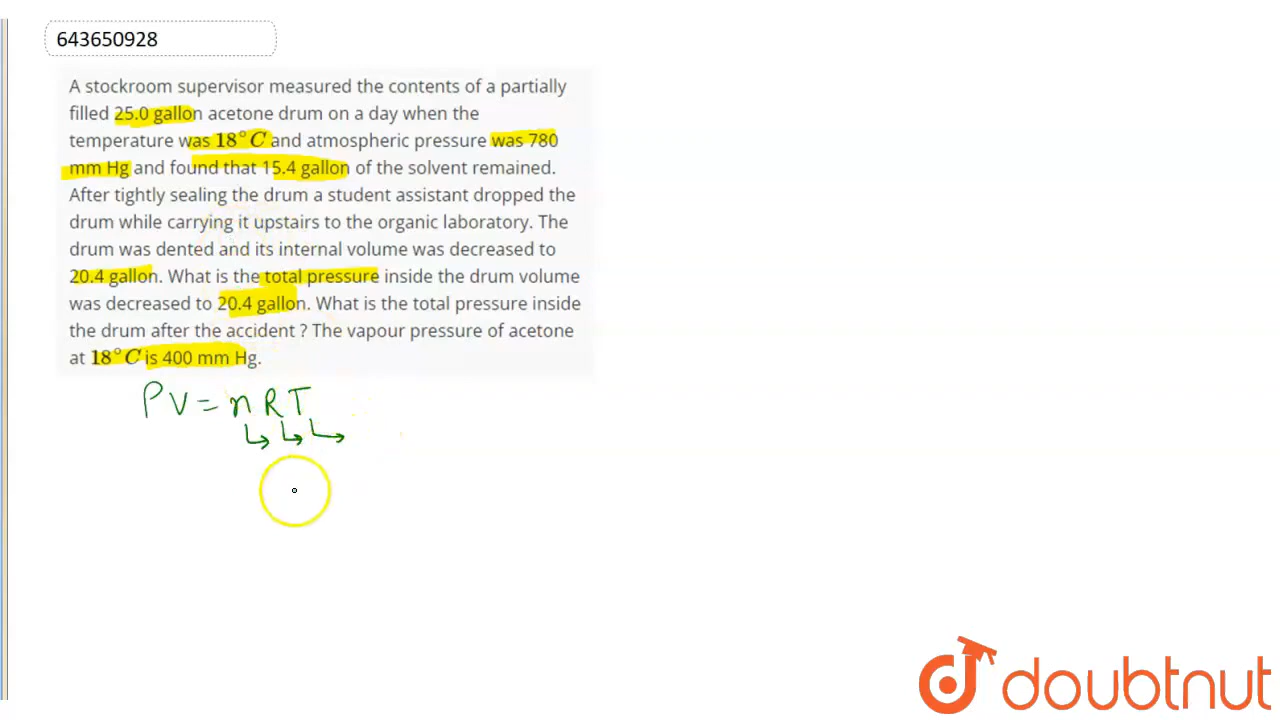 643650928
A stockroom supervisor measured the contents of a partially
filled 25.0 gallon acetone drum on a day when the
temperature was 18°C and atmospheric pressure was 780
mm Hg and found that 15.4 gallon of the solvent remained.
After tightly sealing the drum a student assistant dropped the
drum while carrying it upstairs to the organic laboratory. The
drum was dented and its internal volume was decreased to
20.4 gallon. What is the total pressure inside the drum volume
was decreased to 20.4 gallon. What is the total pressure inside
the drum after the accident ? The vapour pressure of acetone
at 18°C is 400 mm Hg.
PV = nRT
doubtnut